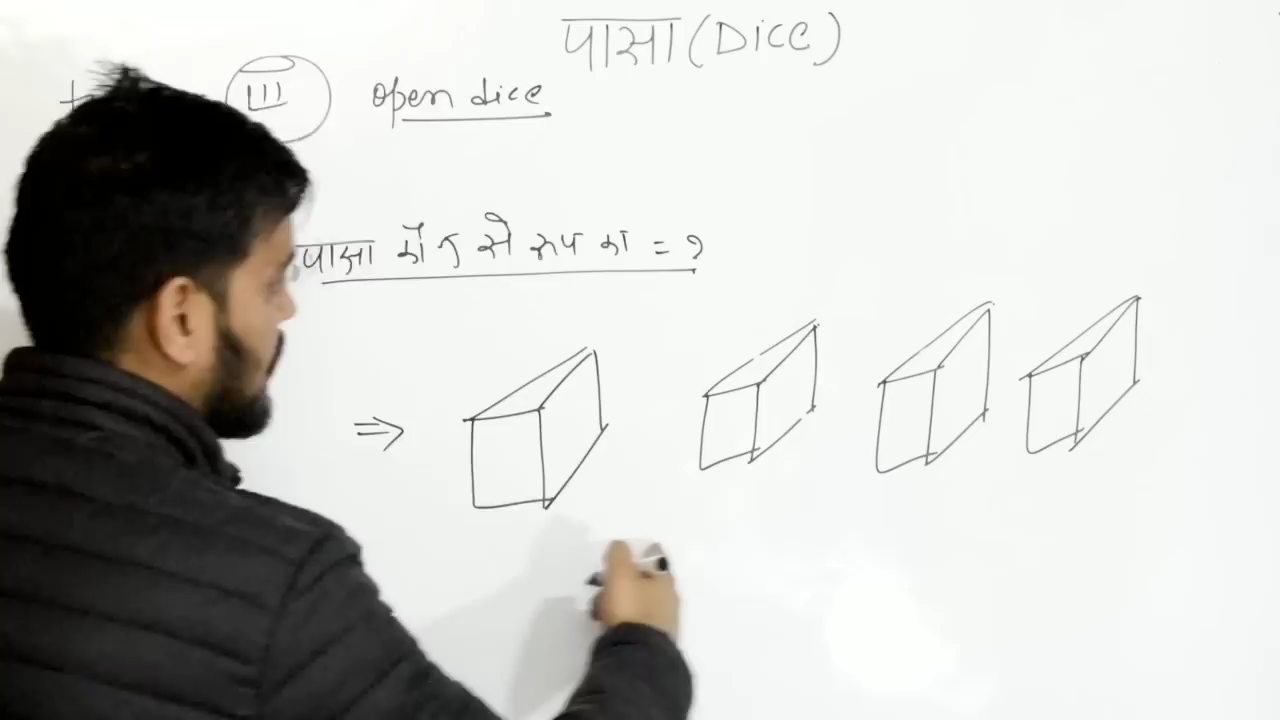 पासा (Dice)
III open dice
पासा में से = ?